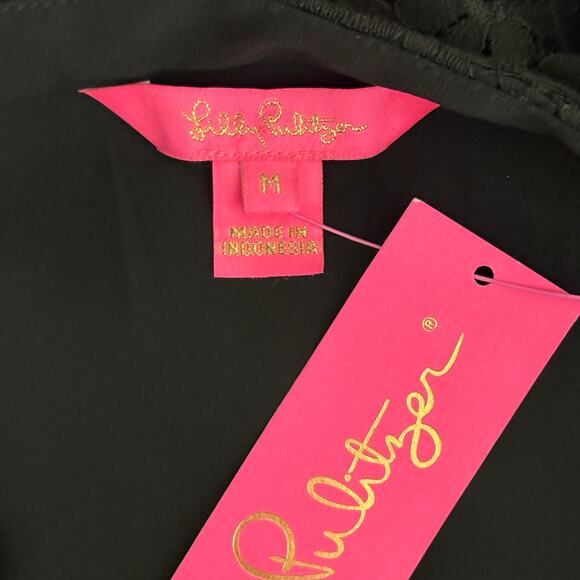 Lilly Pulitzer
M
MADE IN
INDONESIA
Pulitzer ®